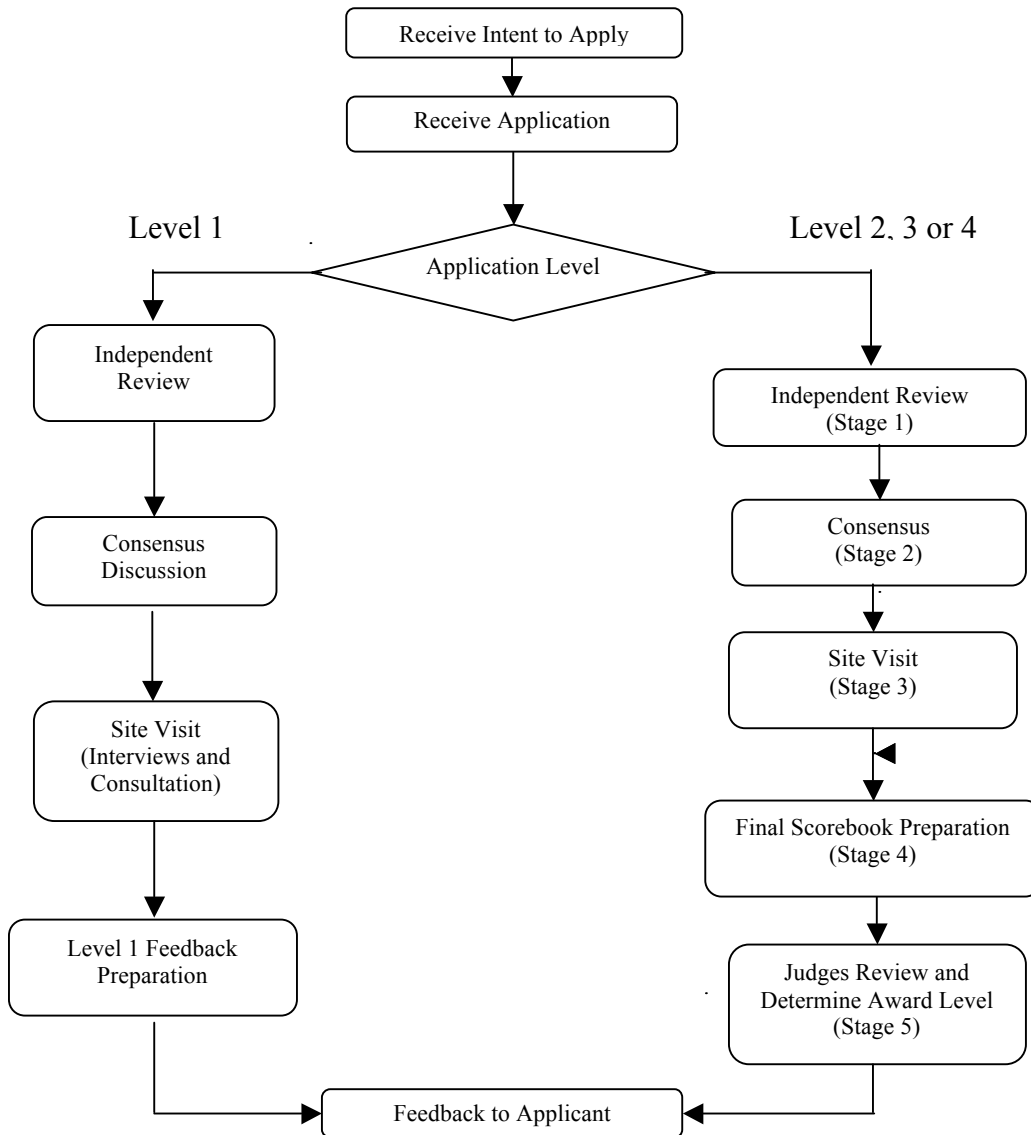 Receive Intent to Apply
Receive Application
Level 1
Level 2, 3 or 4
Application Level
Independent
Review
Independent Review
(Stage 1)
Consensus
Discussion
Consensus
(Stage 2)
Site Visit
(Interviews and
Consultation)
Site Visit
(Stage 3)
Final Scorebook Preparation
(Stage 4)
Level 1 Feedback
Preparation
Judges Review and
Determine Award Level
(Stage 5)
Feedback to Applicant